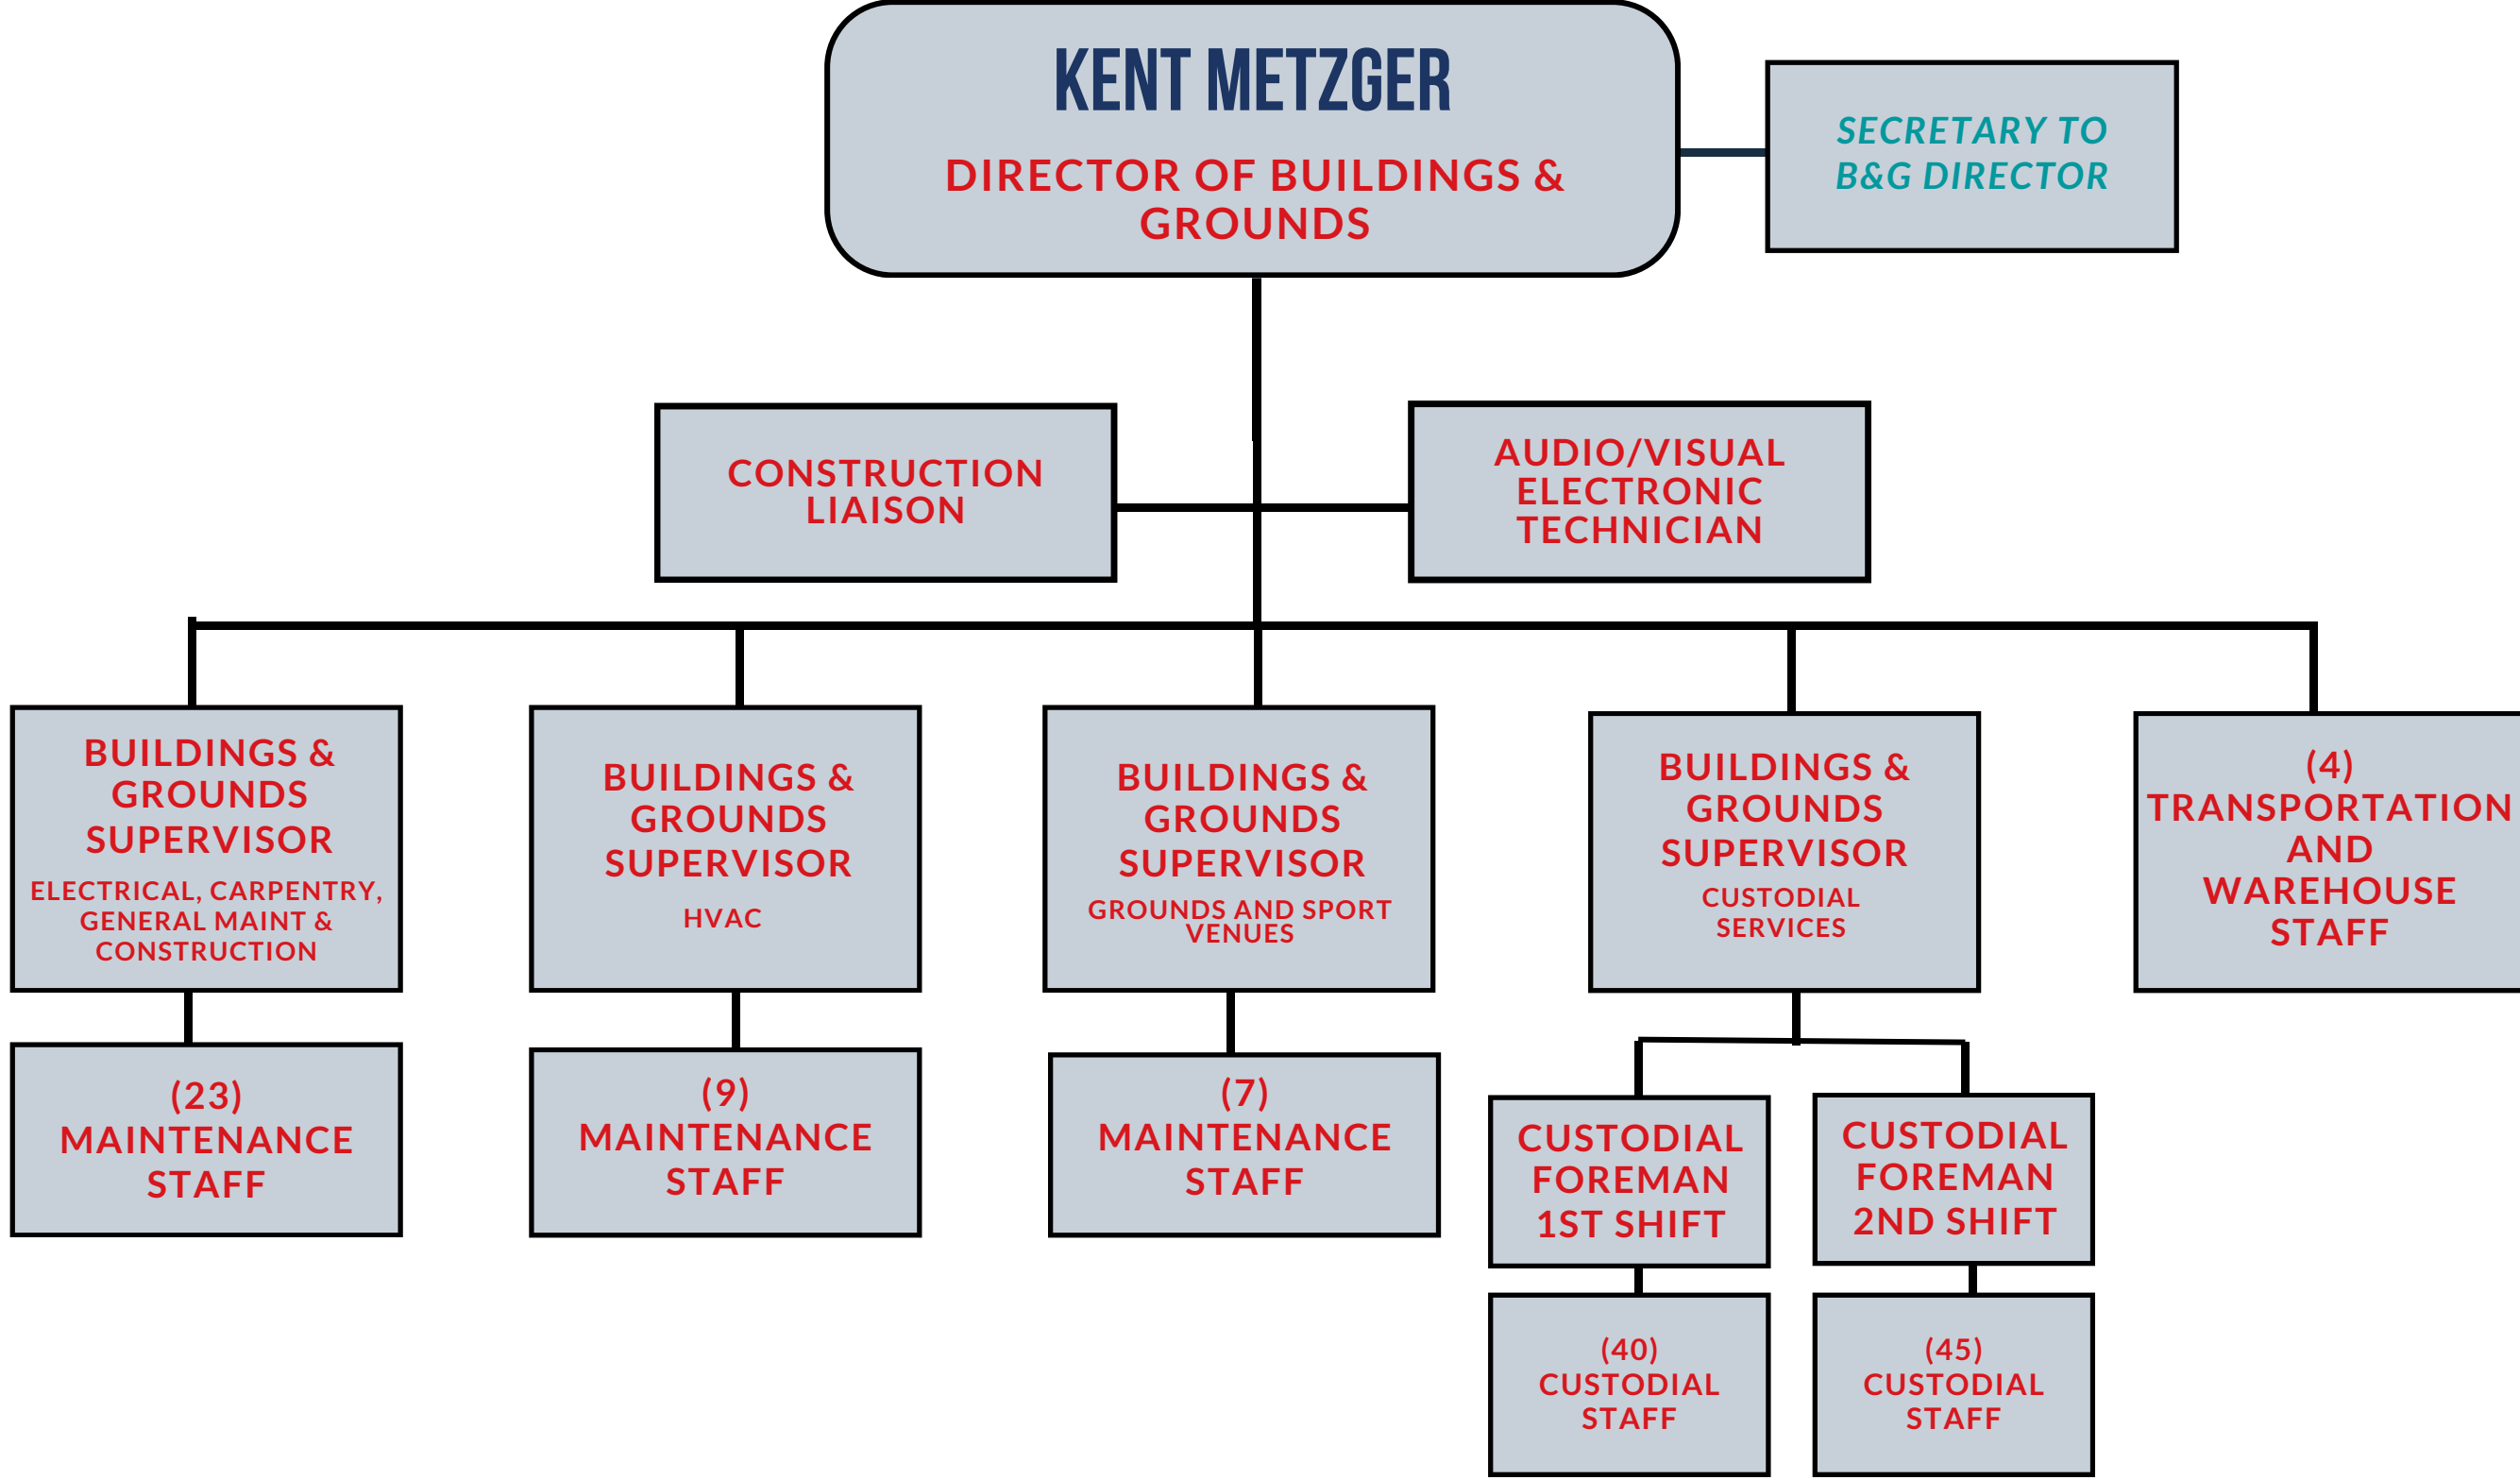 KENT METZGER
DIRECTOR OF BUILDINGS &
GROUNDS
SECRETARY TO
B&G DIRECTOR
CONSTRUCTION
LIAISON
AUDIO/VISUAL
ELECTRONIC
TECHNICIAN
BUILDINGS &
GROUNDS
SUPERVISOR
ELECTRICAL, CARPENTRY,
GENERAL MAINT &
CONSTRUCTION
BUILDINGS &
GROUNDS
SUPERVISOR
HVAC
BUILDINGS &
GROUNDS
SUPERVISOR
GROUNDS AND SPORT
VENUES
BUILDINGS &
GROUNDS
SUPERVISOR
CUSTODIAL
SERVICES
(4)
TRANSPORTATION
AND
WAREHOUSE
STAFF
(23)
MAINTENANCE
STAFF
(9)
MAINTENANCE
STAFF
(7)
MAINTENANCE
STAFF
CUSTODIAL
FOREMAN
1ST SHIFT
CUSTODIAL
FOREMAN
2ND SHIFT
(40)
CUSTODIAL
STAFF
(45)
CUSTODIAL
STAFF